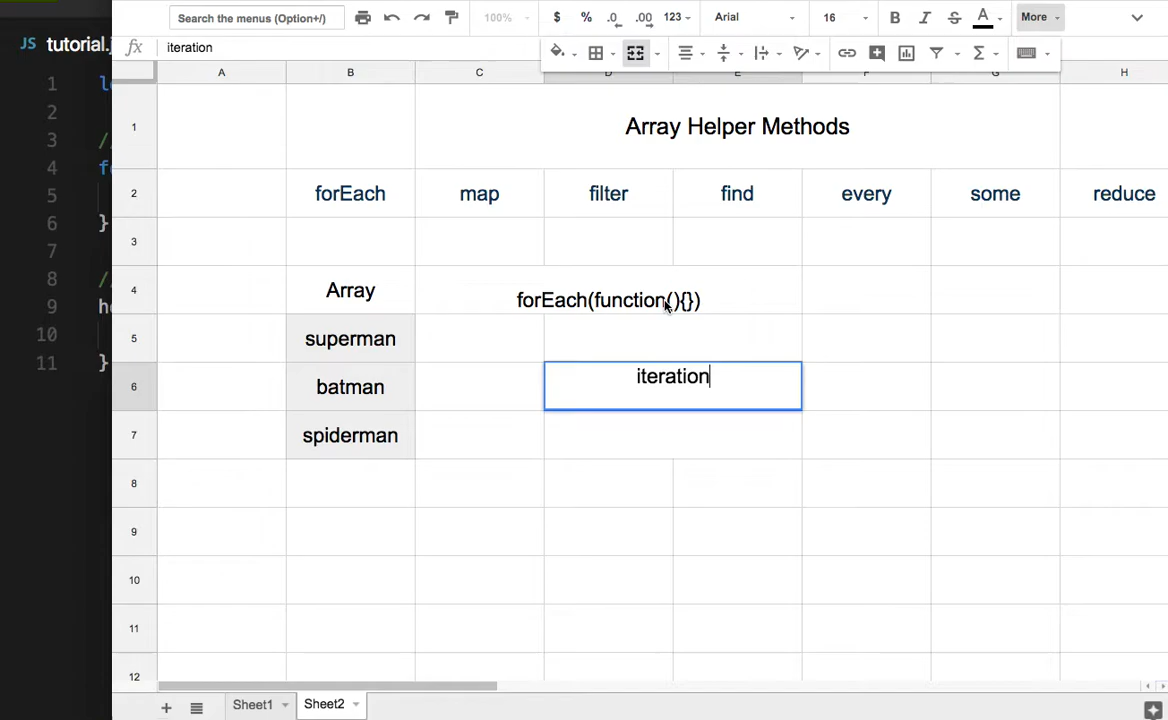 Search the menus (Option+/)
100%
$ % .0 .00 123
Arial
16
B I S A
More
fx iteration
A B C D E F G H
JS tutorial.j
1 Array Helper Methods
2 forEach map filter find every some reduce
3
4 Array forEach(function(){})
5 superman
6 batman iteration
7 spiderman
8
9
10
11
12
1 l
2
3 /
4 f
5
6 }
7
8 /
9 he
10
11 }
+ Sheet1 Sheet2